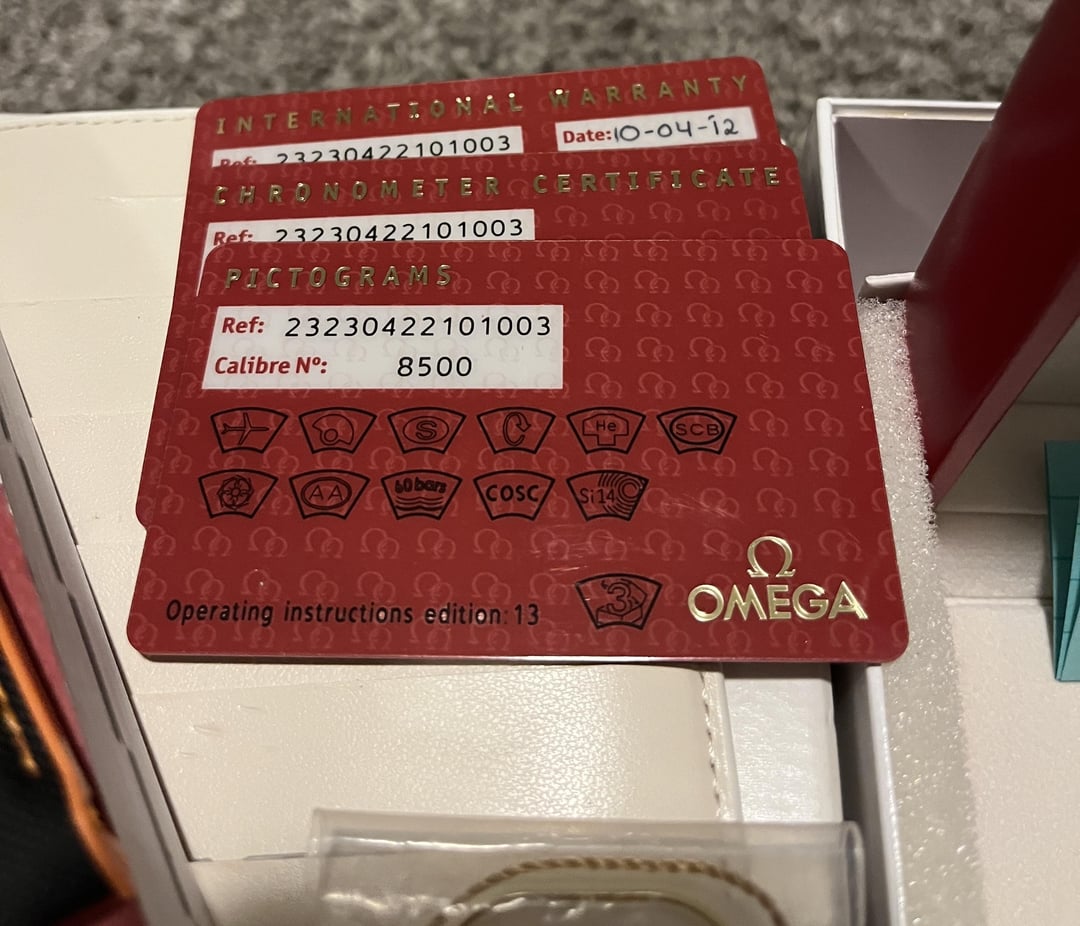 INTERNATIONAL WARRANTY
Ref: 23230422101003 Date: 10-04-12
CHRONOMETER CERTIFICATE
Ref: 23230422101003
PICTOGRAMS
Ref: 23230422101003
Calibre Nº: 8500
S He SCB
AA 60 bars COSC Si14
Operating instructions edition: 13
3
Ω
OMEGA